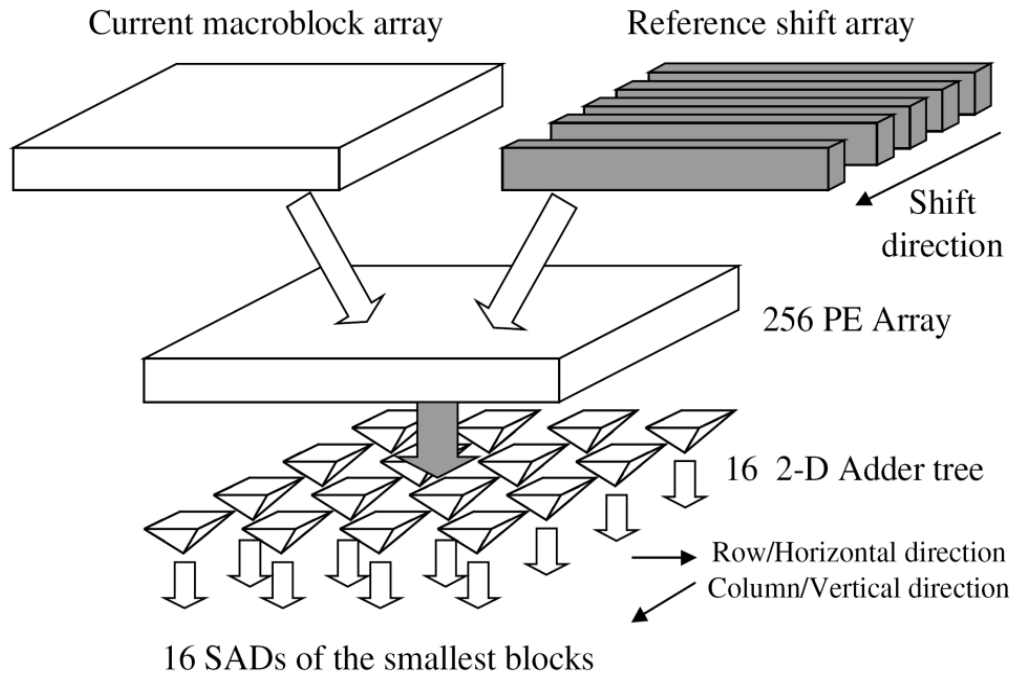 Current macroblock array
Reference shift array
Shift
direction
256 PE Array
16 2-D Adder tree
Row/Horizontal direction
Column/Vertical direction
16 SADs of the smallest blocks